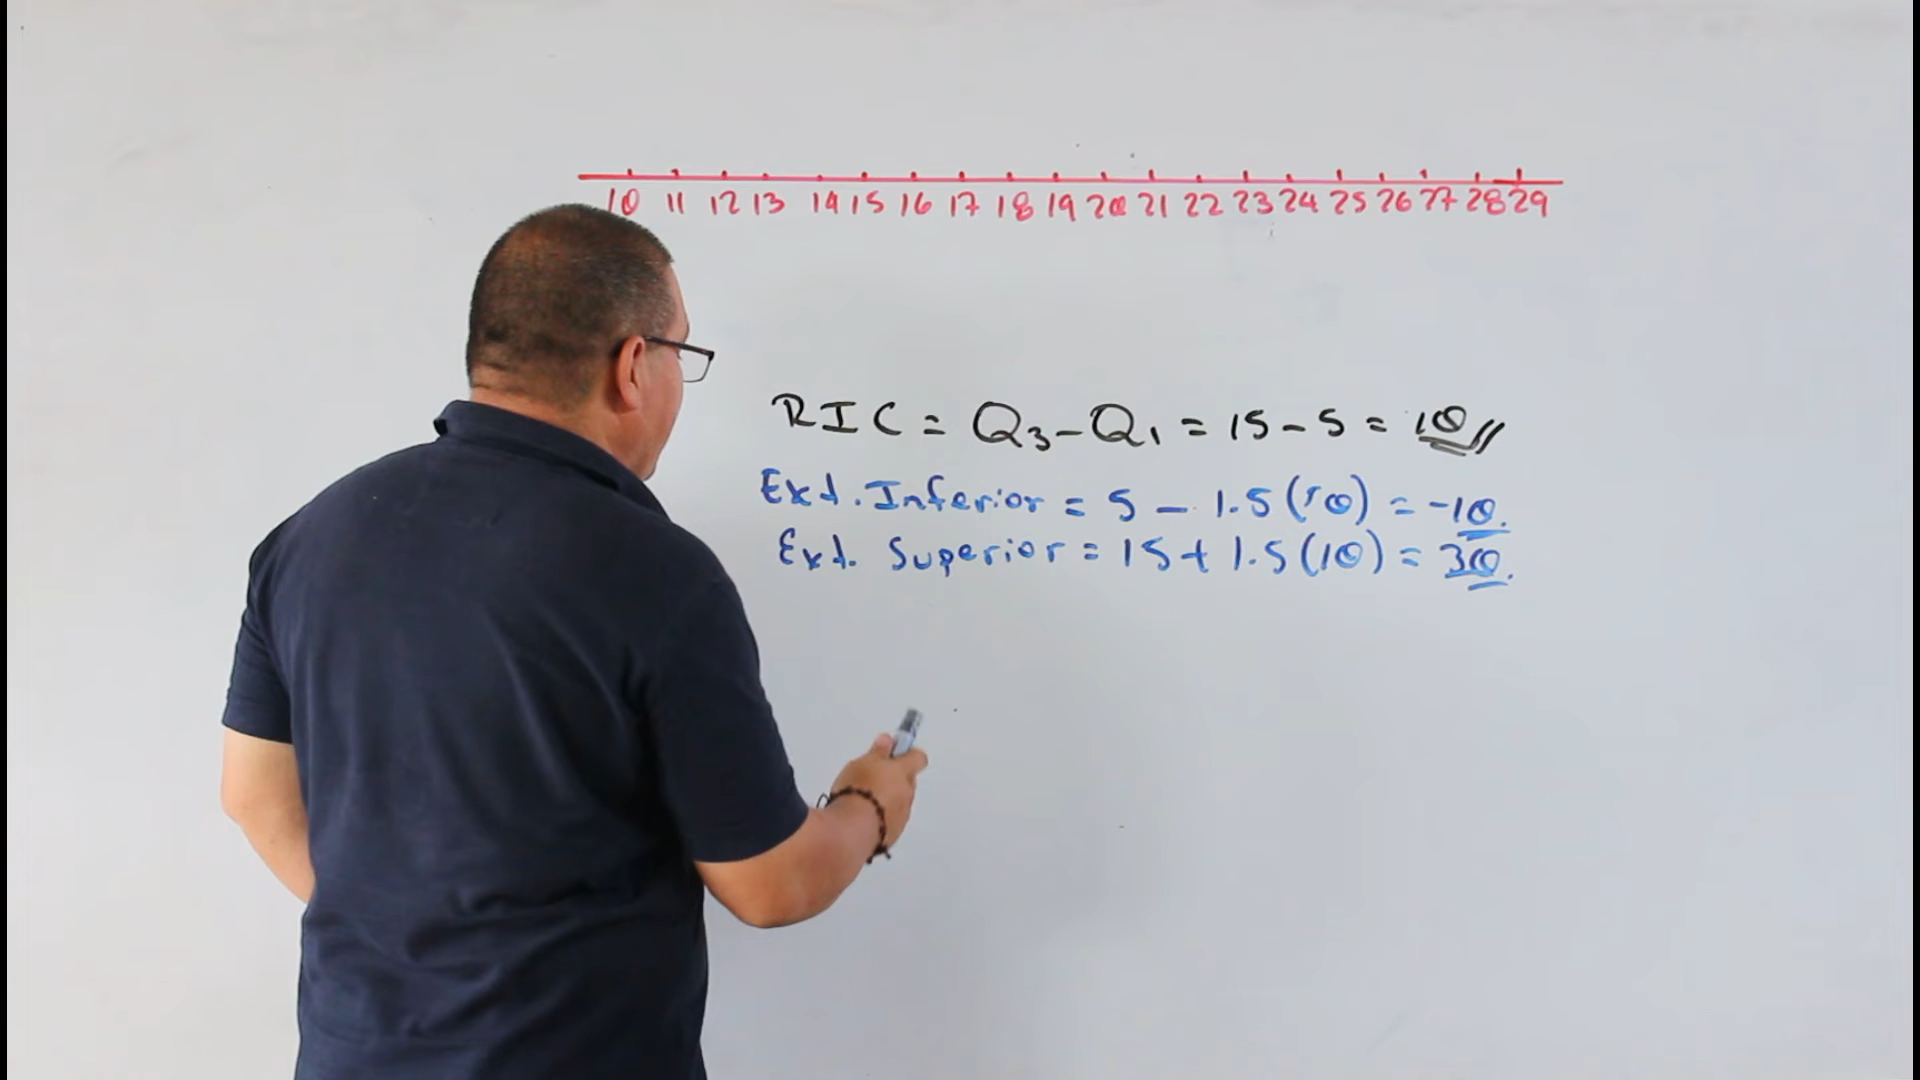 10 11 12 13 14 15 16 17 18 19 20 21 22 23 24 25 26 27 28 29
RIC = Q₃-Q₁ = 15 - 5 = 10
Ext. Inferior = 5 - 1.5 (10) = -10.
Ext. Superior = 15 + 1.5 (10) = 30.